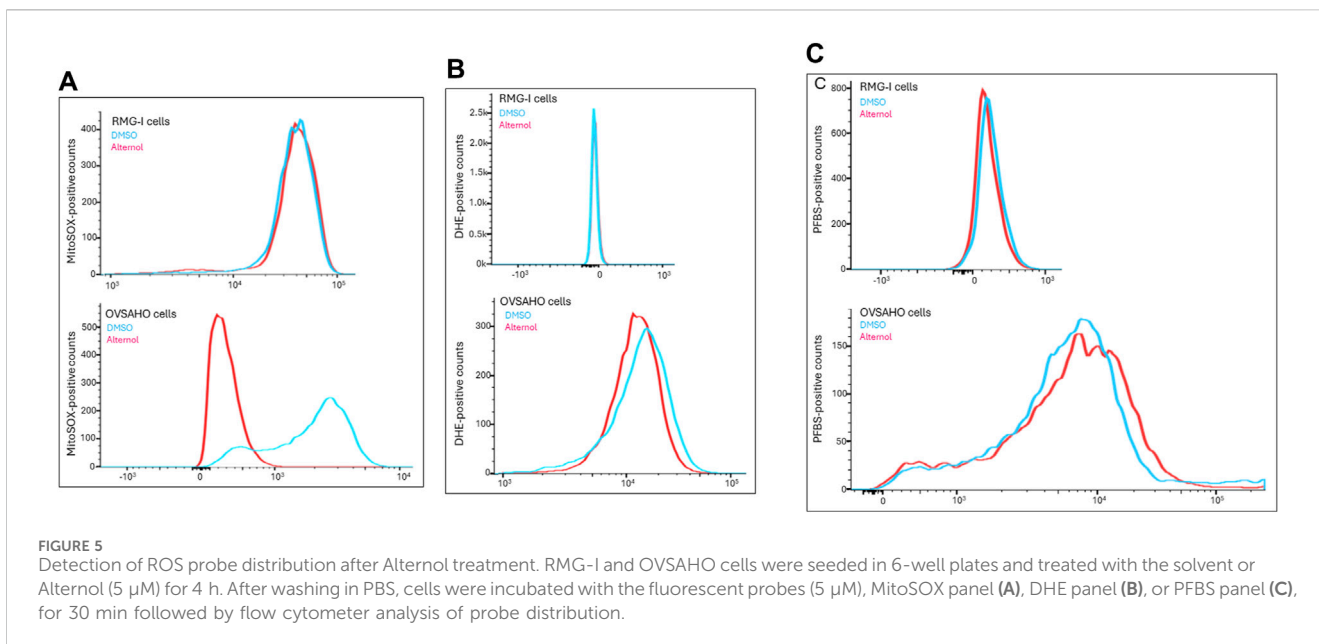 A
B
C
RMG-I cells
DMSO
Alternol
MitoSOX-positive counts
400
300
200
100
0
10³
10⁴
10⁵
OVSAHO cells
DMSO
Alternol
MitoSOX-positive counts
500
400
300
200
100
0
-10³
0
10³
10⁴
RMG-I cells
DMSO
Alternol
DHE-positive counts
2.5k
2.0k
1.5k
1.0k
0.5k
0.k
-10³
0
10³
OVSAHO cells
DMSO
Alternol
DHE-positive counts
300
200
100
0
10³
10⁴
10⁵
C
RMG-I cells
DMSO
Alternol
PFBS-positive counts
800
600
400
200
0
-10³
0
10³
OVSAHO cells
DMSO
Alternol
PFBS-positive counts
200
150
100
50
0
0
10³
10⁴
10⁵
FIGURE 5
Detection of ROS probe distribution after Alternol treatment. RMG-I and OVSAHO cells were seeded in 6-well plates and treated with the solvent or
Alternol (5 µM) for 4 h. After washing in PBS, cells were incubated with the fluorescent probes (5 µM), MitoSOX panel (A), DHE panel (B), or PFBS panel (C),
for 30 min followed by flow cytometer analysis of probe distribution.